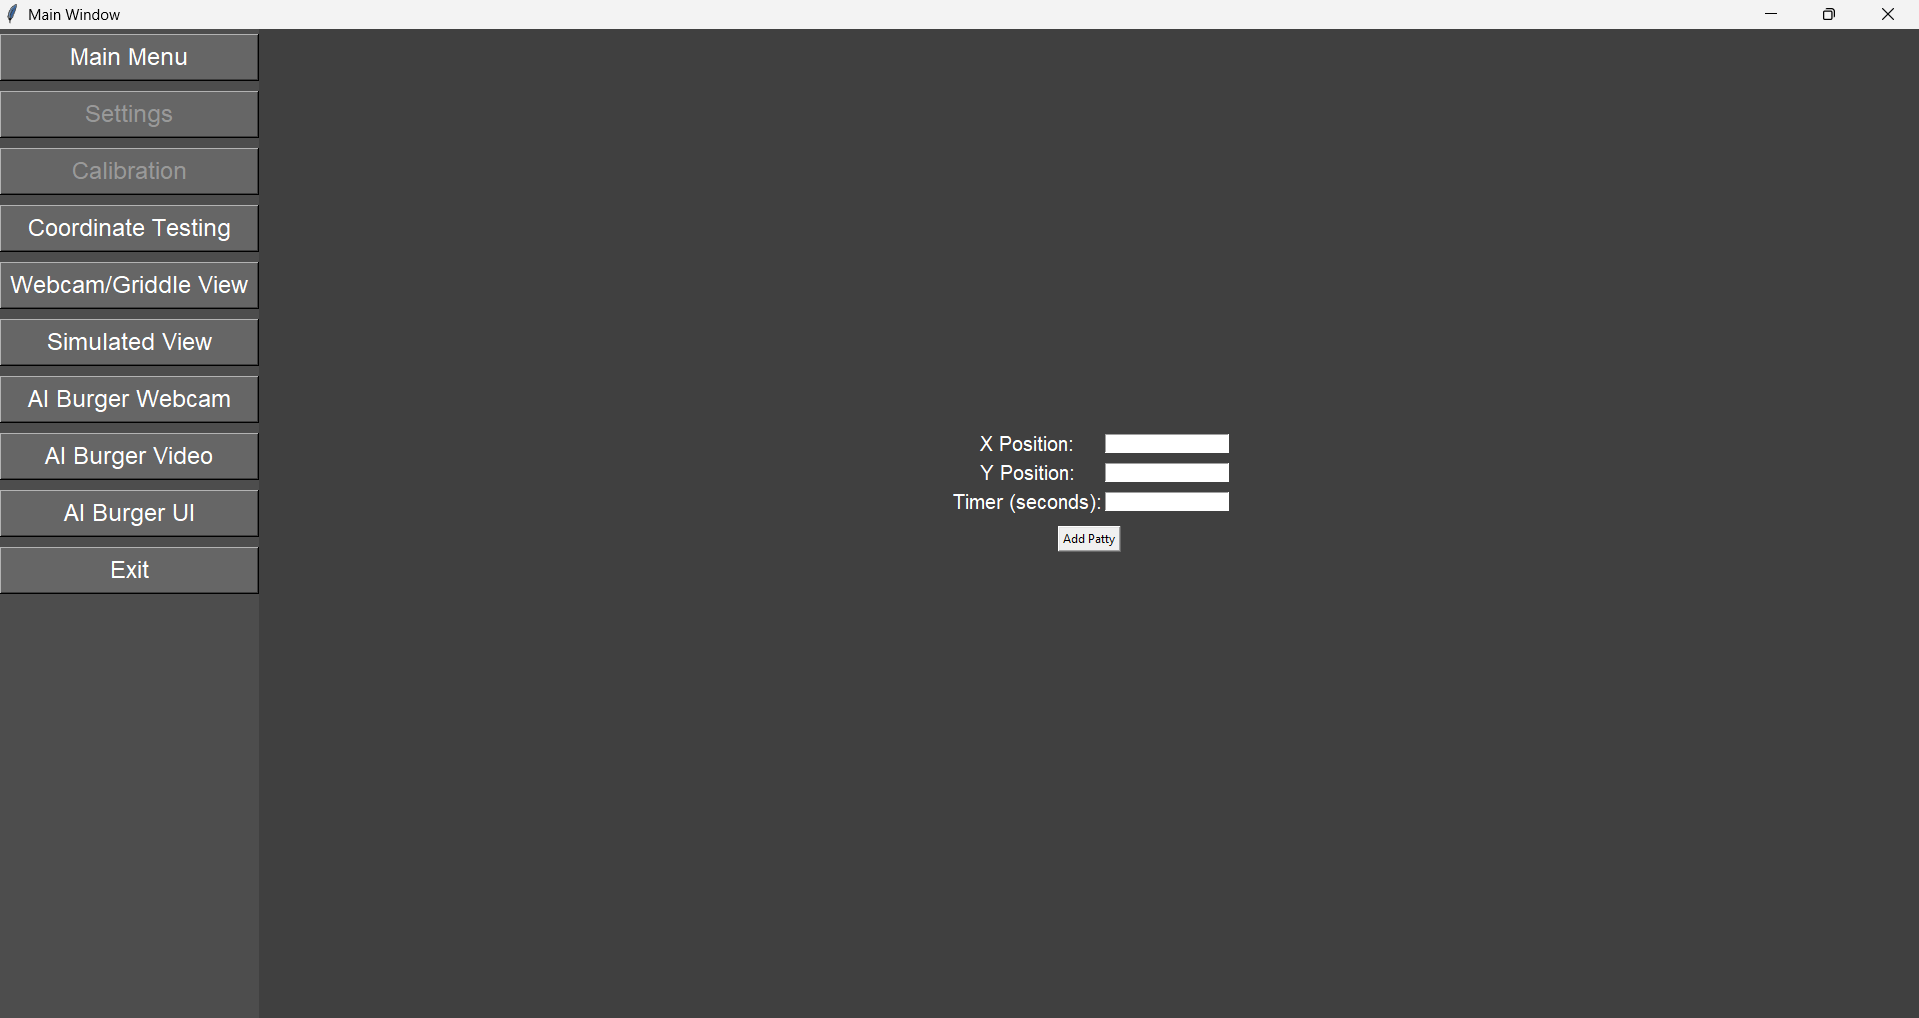 Main Window
Main Menu
Settings
Calibration
Coordinate Testing
Webcam/Griddle View
Simulated View
AI Burger Webcam
AI Burger Video
AI Burger UI
Exit
X Position:
Y Position:
Timer (seconds):
Add Patty